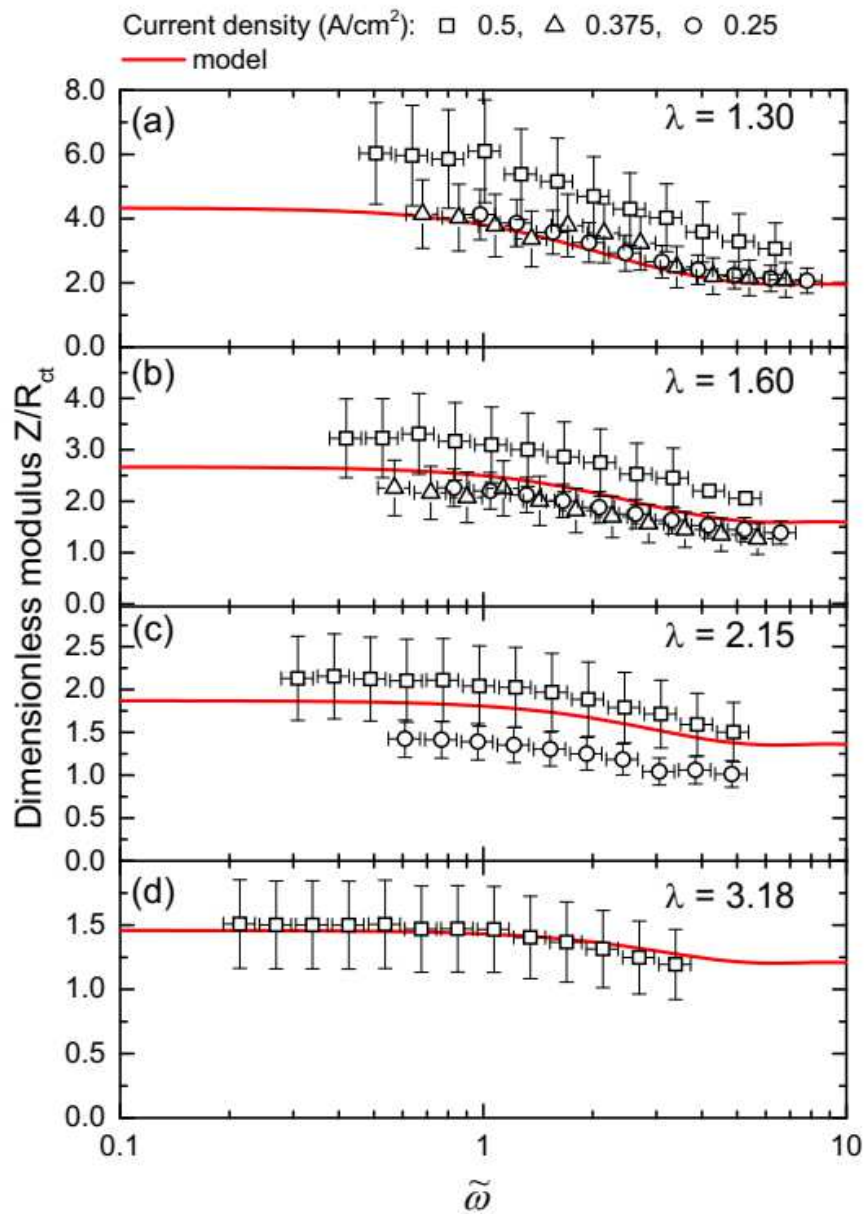 Current density (A/cm²): □ 0.5, △ 0.375, ○ 0.25
model
(a)
λ = 1.30
8.0
6.0
4.0
2.0
0.0
(b)
λ = 1.60
4.0
3.0
2.0
1.0
0.0
(c)
λ = 2.15
2.5
2.0
1.5
1.0
0.5
0.0
(d)
λ = 3.18
1.5
1.0
0.5
0.0
Dimensionless modulus Z/R_ct
0.1 1 10
ω̃